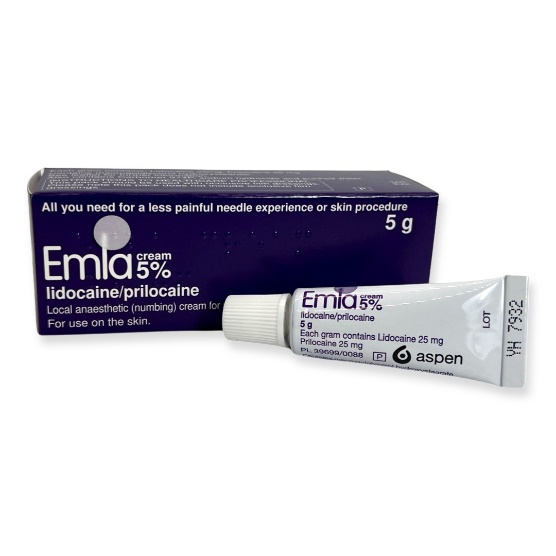 All you need for a less painful needle experience or skin procedure
5 g
Emla cream 5%
lidocaine/prilocaine
Local anaesthetic (numbing) cream for
For use on the skin.
P
Emla cream 5%
lidocaine/prilocaine
5 g
Each gram contains Lidocaine 25 mg
Prilocaine 25 mg
PL 39699/0088 P aspen
LOT
VH 7932